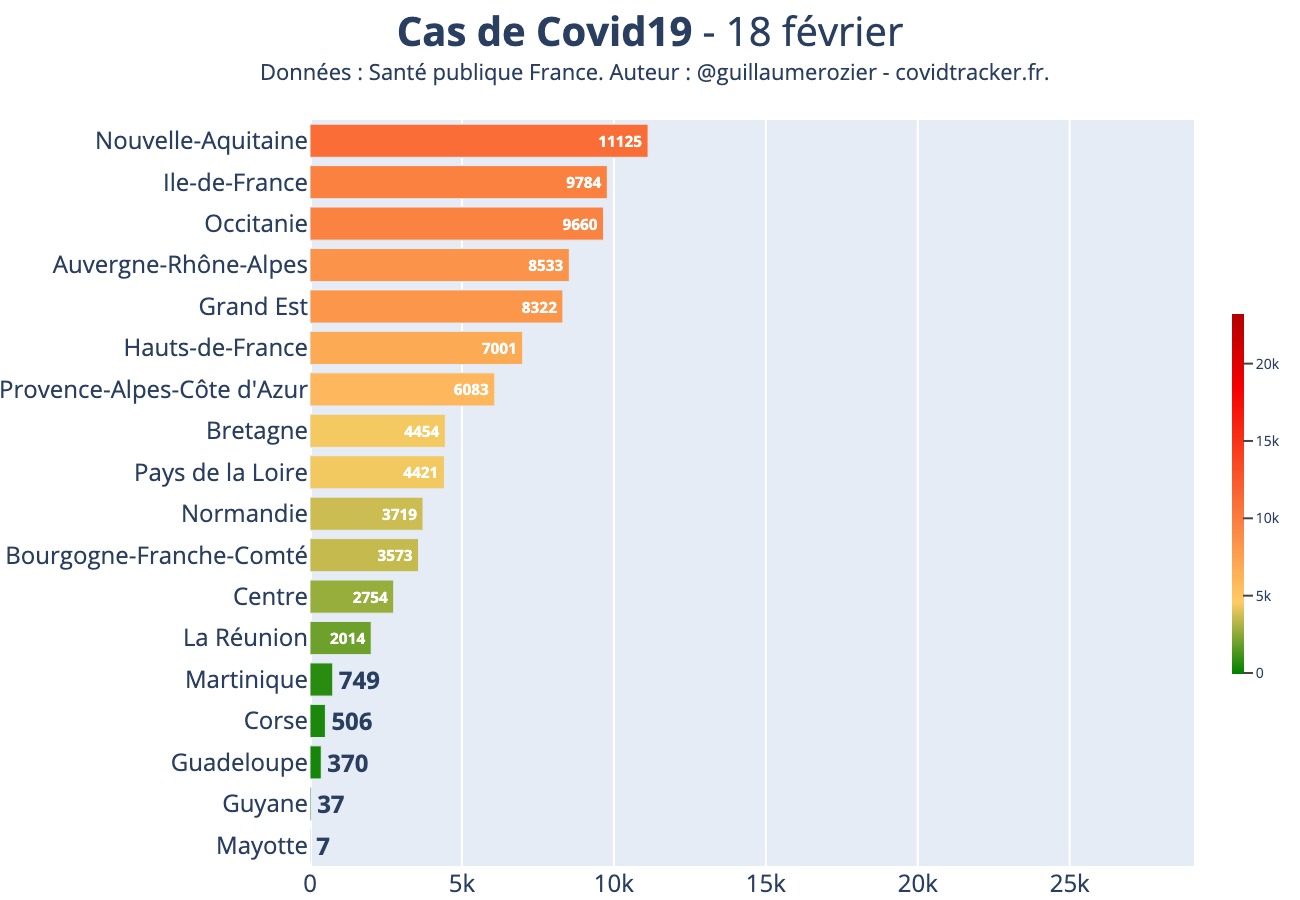 Cas de Covid19 - 18 février
Données : Santé publique France. Auteur : @guillaumerozier - covidtracker.fr.
Nouvelle-Aquitaine 11125
Ile-de-France 9784
Occitanie 9660
Auvergne-Rhône-Alpes 8533
Grand Est 8322
Hauts-de-France 7001
Provence-Alpes-Côte d'Azur 6083
Bretagne 4454
Pays de la Loire 4421
Normandie 3719
Bourgogne-Franche-Comté 3573
Centre 2754
La Réunion 2014
Martinique 749
Corse 506
Guadeloupe 370
Guyane 37
Mayotte 7
0 5k 10k 15k 20k 25k
20k
15k
10k
5k
0